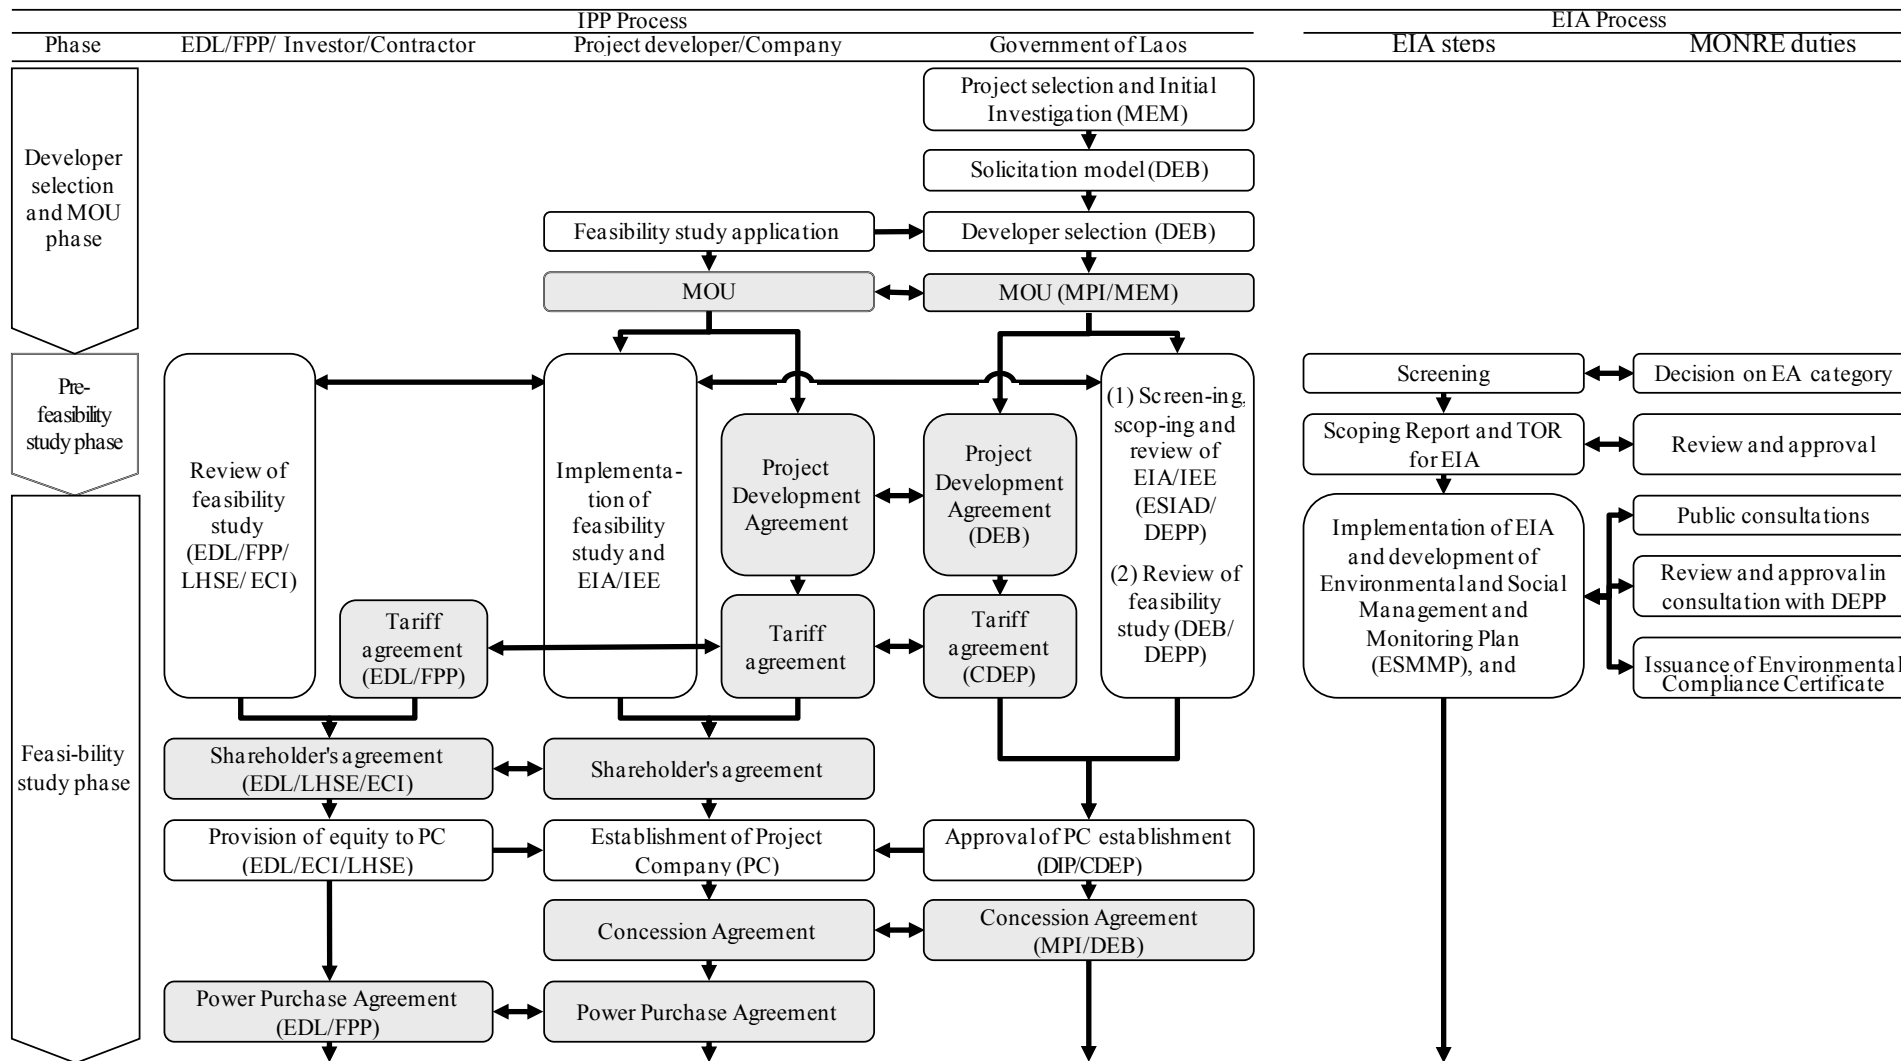 IPP Process
EIA Process
Phase
EDL/FPP/ Investor/Contractor
Project developer/Company
Government of Laos
EIA steps
MONRE duties
Developer
selection
and MOU
phase
Project selection and Initial
Investigation (MEM)
Solicitation model (DEB)
Feasibility study application
Developer selection (DEB)
MOU
MOU (MPI/MEM)
Pre-
feasibility
study phase
Review of
feasibility
study
(EDL/FPP/
LHSE/ ECI)
Implementa-
tion of
feasibility
study and
EIA/IEE
Project
Development
Agreement
Project
Development
Agreement
(DEB)
(1) Screen-ing,
scop-ing and
review of
EIA/IEE
(ESIAD/
DEPP)
(2) Review of
feasibility
study (DEB/
DEPP)
Screening
Decision on EA category
Scoping Report and TOR
for EIA
Review and approval
Implementation of EIA
and development of
Environmental and Social
Management and
Monitoring Plan
(ESMMP), and
Public consultations
Review and approval in
consultation with DEPP
Issuance of Environmental
Compliance Certificate
Tariff
agreement
(EDL/FPP)
Tariff
agreement
Tariff
agreement
(CDEP)
Feasi-bility
study phase
Shareholder's agreement
(EDL/LHSE/ECI)
Shareholder's agreement
Provision of equity to PC
(EDL/ECI/LHSE)
Establishment of Project
Company (PC)
Approval of PC establishment
(DIP/CDEP)
Concession Agreement
Concession Agreement
(MPI/DEB)
Power Purchase Agreement
(EDL/FPP)
Power Purchase Agreement